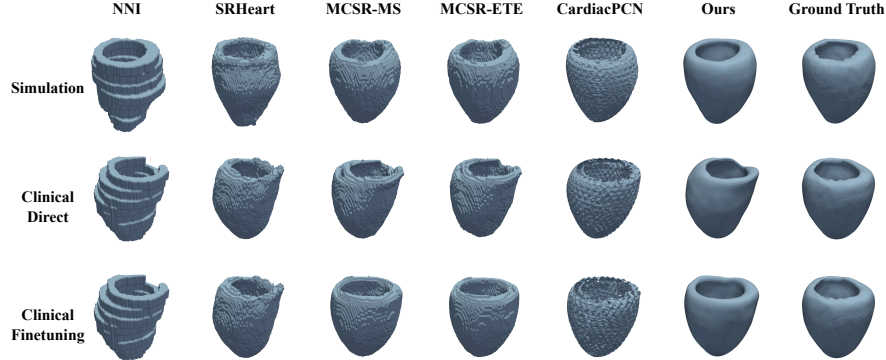 NNI SRHeart MCSR-MS MCSR-ETE CardiacPCN Ours Ground Truth
Simulation
Clinical
Direct
Clinical
Finetuning